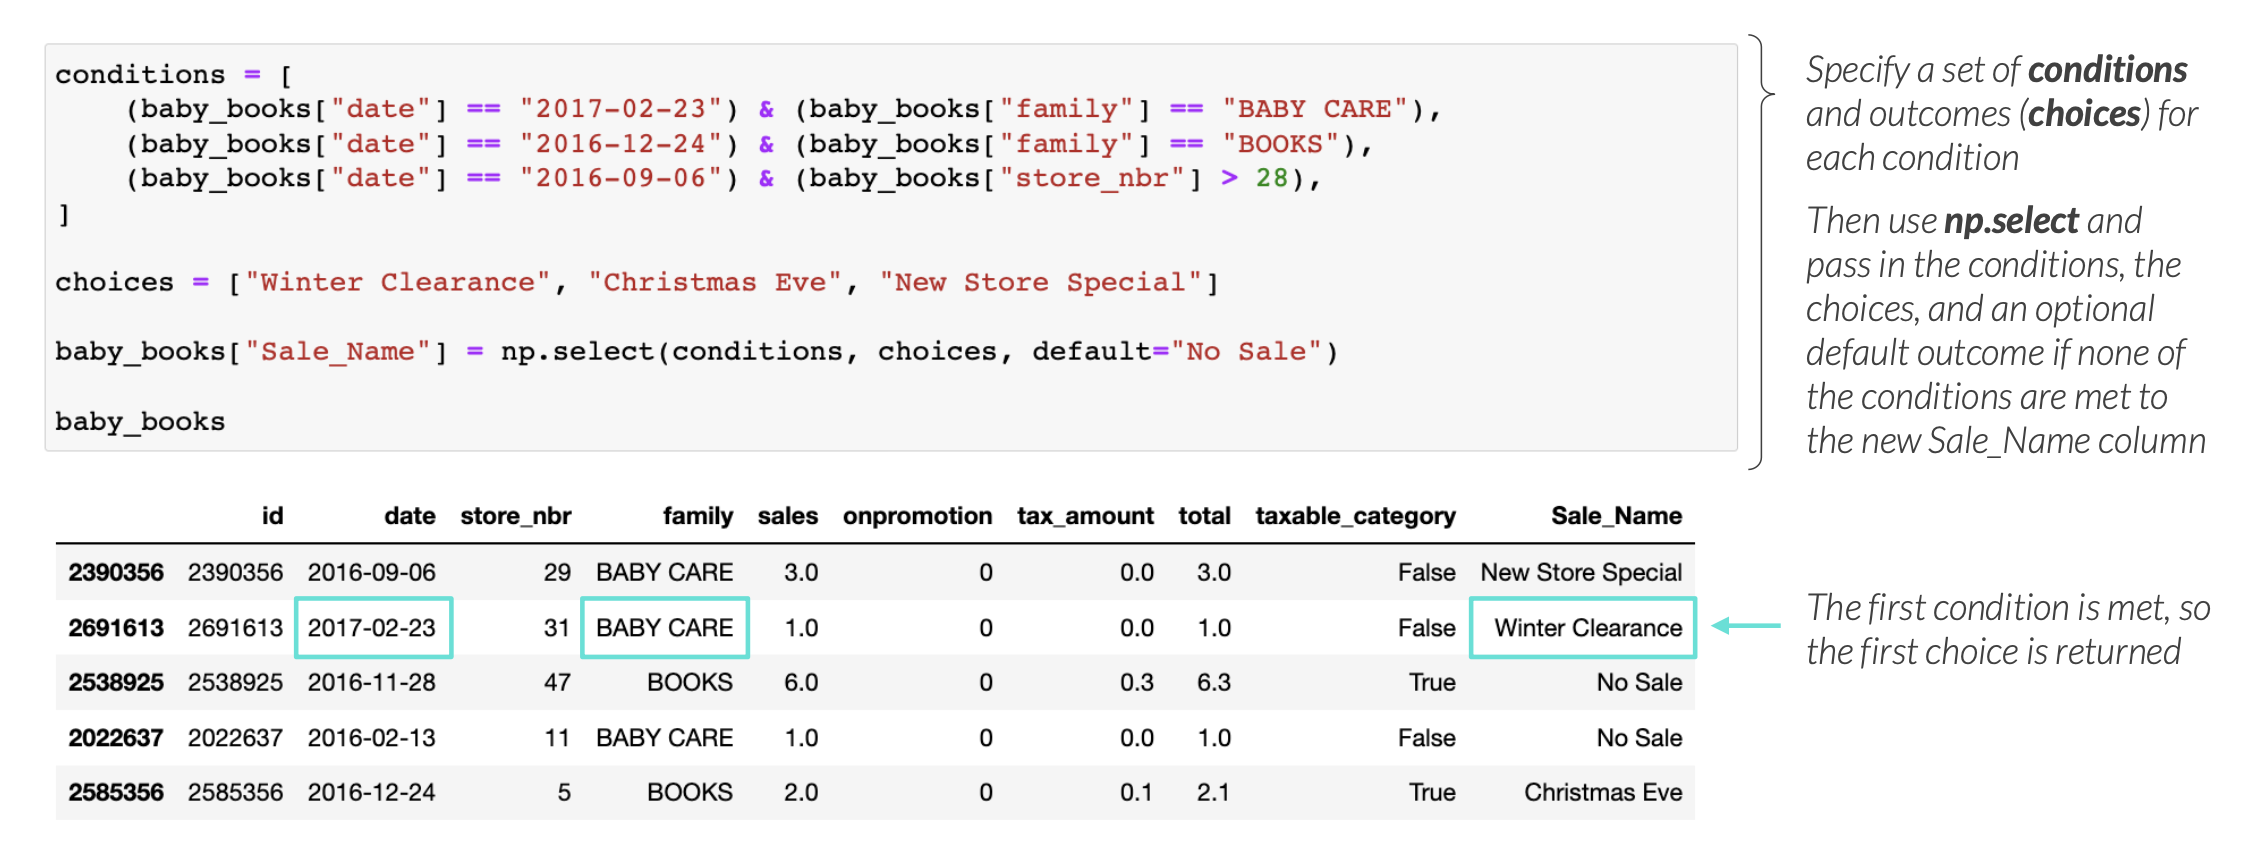 conditions = [
    (baby_books["date"] == "2017-02-23") & (baby_books["family"] == "BABY CARE"),
    (baby_books["date"] == "2016-12-24") & (baby_books["family"] == "BOOKS"),
    (baby_books["date"] == "2016-09-06") & (baby_books["store_nbr"] > 28),
]
choices = ["Winter Clearance", "Christmas Eve", "New Store Special"]
baby_books["Sale_Name"] = np.select(conditions, choices, default="No Sale")
baby_books
Specify a set of conditions
and outcomes (choices) for
each condition
Then use np.select and
pass in the conditions, the
choices, and an optional
default outcome if none of
the conditions are met to
the new Sale_Name column
id date store_nbr family sales onpromotion tax_amount total taxable_category Sale_Name
2390356 2390356 2016-09-06 29 BABY CARE 3.0 0 0.0 3.0 False New Store Special
2691613 2691613 2017-02-23 31 BABY CARE 1.0 0 0.0 1.0 False Winter Clearance
2538925 2538925 2016-11-28 47 BOOKS 6.0 0 0.3 6.3 True No Sale
2022637 2022637 2016-02-13 11 BABY CARE 1.0 0 0.0 1.0 False No Sale
2585356 2585356 2016-12-24 5 BOOKS 2.0 0 0.1 2.1 True Christmas Eve
The first condition is met, so
the first choice is returned